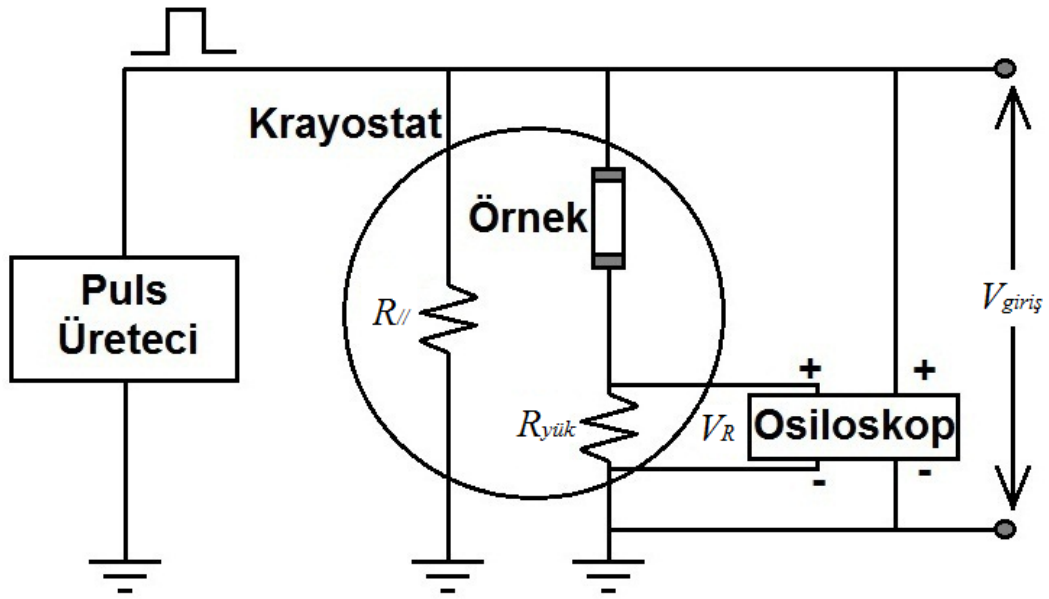 Krayostat
Örnek
Puls
Üreteci
R//
Vgiriş
+
+
Ryük
VR
Osiloskop
-
-